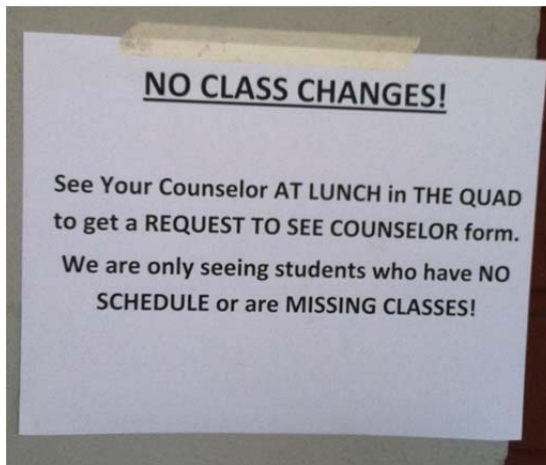 NO CLASS CHANGES!
See Your Counselor AT LUNCH in THE QUAD
to get a REQUEST TO SEE COUNSELOR form.
We are only seeing students who have NO
SCHEDULE or are MISSING CLASSES!